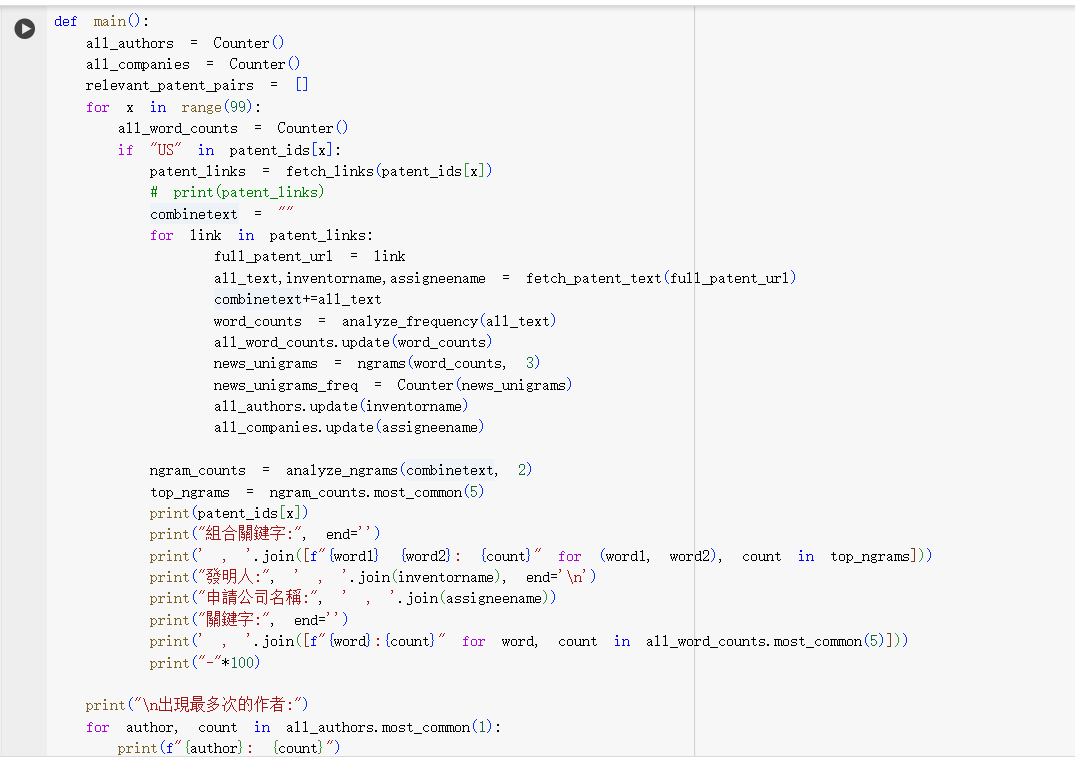 def main():
    all_authors = Counter()
    all_companies = Counter()
    relevant_patent_pairs = []
    for x in range(99):
        all_word_counts = Counter()
        if "US" in patent_ids[x]:
            patent_links = fetch_links(patent_ids[x])
            # print(patent_links)
            combinetext = ""
            for link in patent_links:
                    full_patent_url = link
                    all_text,inventorname,assigneename = fetch_patent_text(full_patent_url)
                    combinetext+=all_text
                    word_counts = analyze_frequency(all_text)
                    all_word_counts.update(word_counts)
                    news_unigrams = ngrams(word_counts, 3)
                    news_unigrams_freq = Counter(news_unigrams)
                    all_authors.update(inventorname)
                    all_companies.update(assigneename)
            ngram_counts = analyze_ngrams(combinetext, 2)
            top_ngrams = ngram_counts.most_common(5)
            print(patent_ids[x])
            print("組合關鍵字:", end='')
            print(' , '.join([f"{word1} {word2}: {count}" for (word1, word2), count in top_ngrams]))
            print("發明人:", ' , '.join(inventorname), end='\n')
            print("申請公司名稱:", ' , '.join(assigneename))
            print("關鍵字:", end='')
            print(' , '.join([f"{word}:{count}" for word, count in all_word_counts.most_common(5)]))
            print("-"*100)
    print("\n出現最多次的作者:")
    for author, count in all_authors.most_common(1):
        print(f"{author}: {count}")